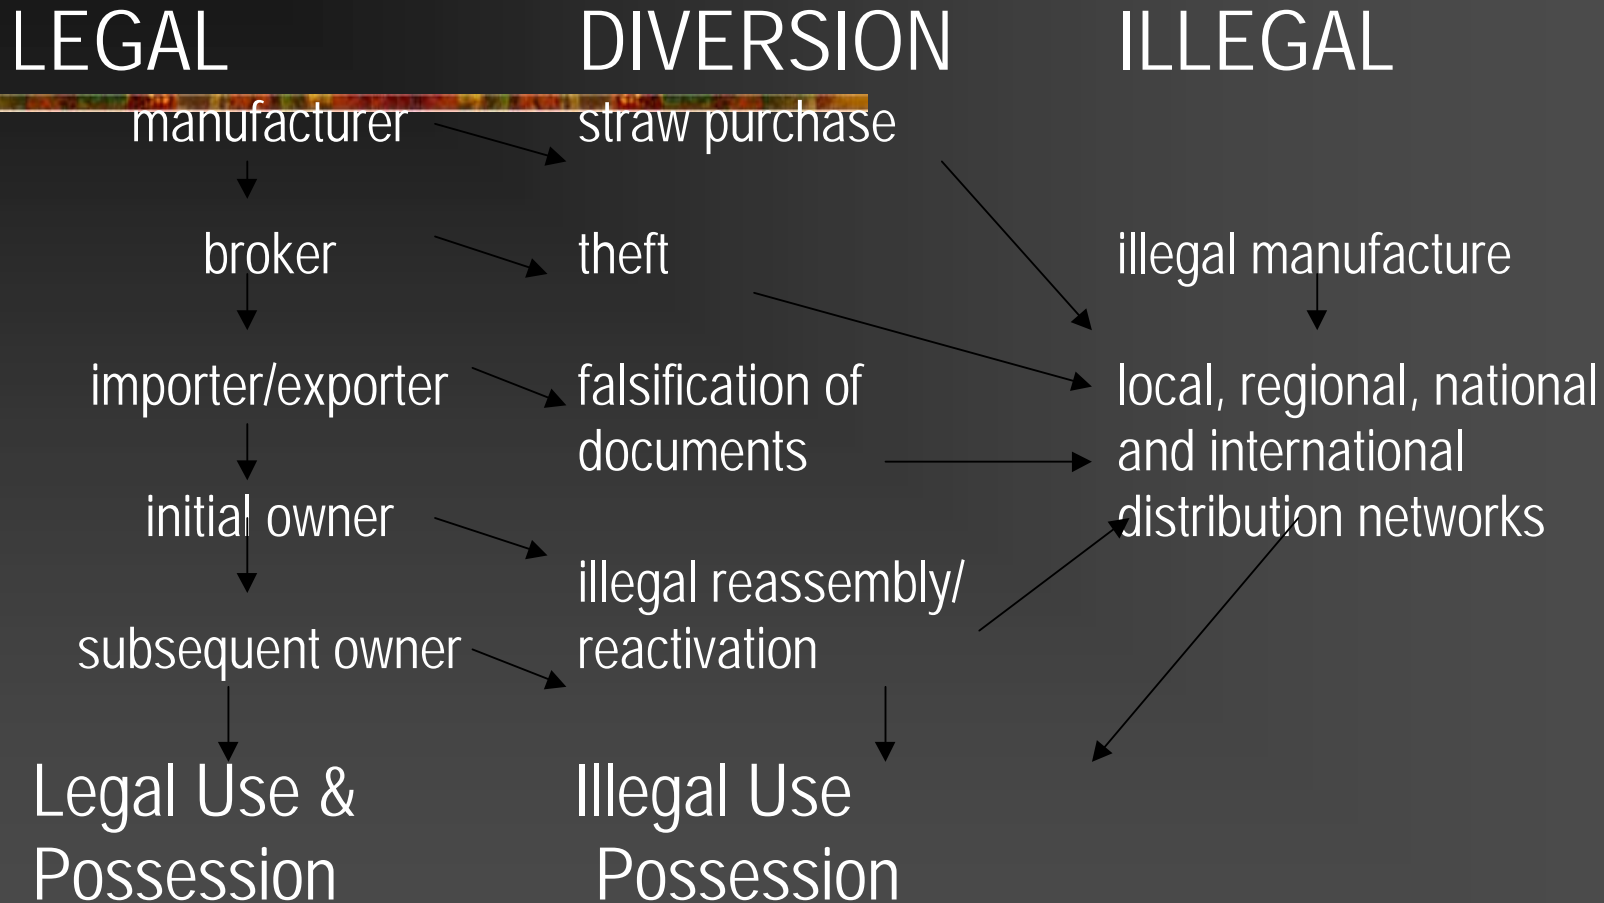 LEGAL
DIVERSION
ILLEGAL
manufacturer
straw purchase
broker
theft
illegal manufacture
importer/exporter
falsification of
documents
local, regional, national
and international
distribution networks
initial owner
illegal reassembly/
reactivation
subsequent owner
Legal Use &
Possession
Illegal Use
Possession